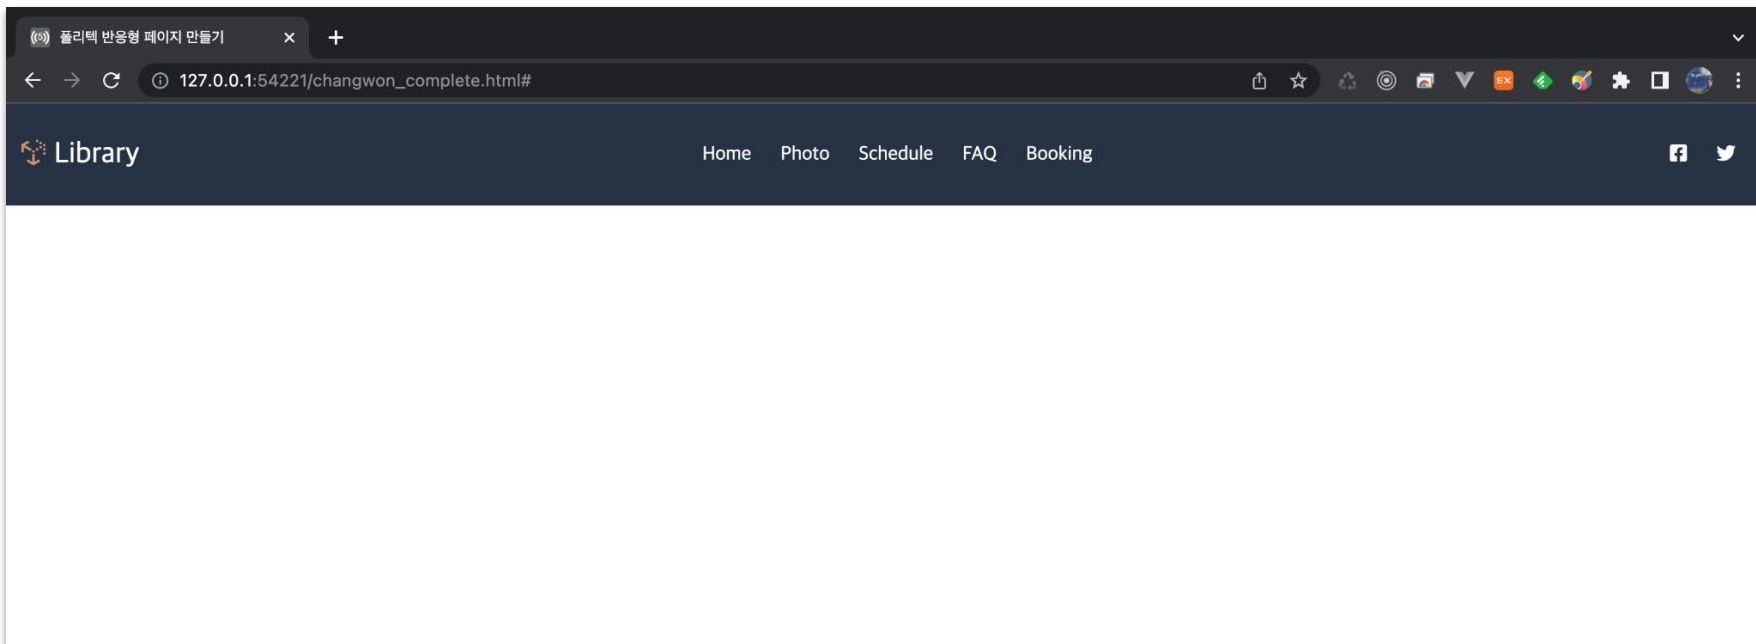 폴리텍 반응형 페이지 만들기
127.0.0.1:54221/changwon_complete.html#
EX
Library
Home Photo Schedule FAQ Booking